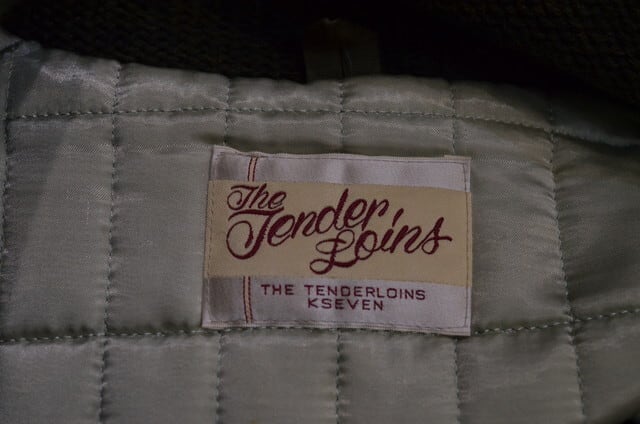 The
Tender
Loins
THE TENDERLOINS
KSEVEN